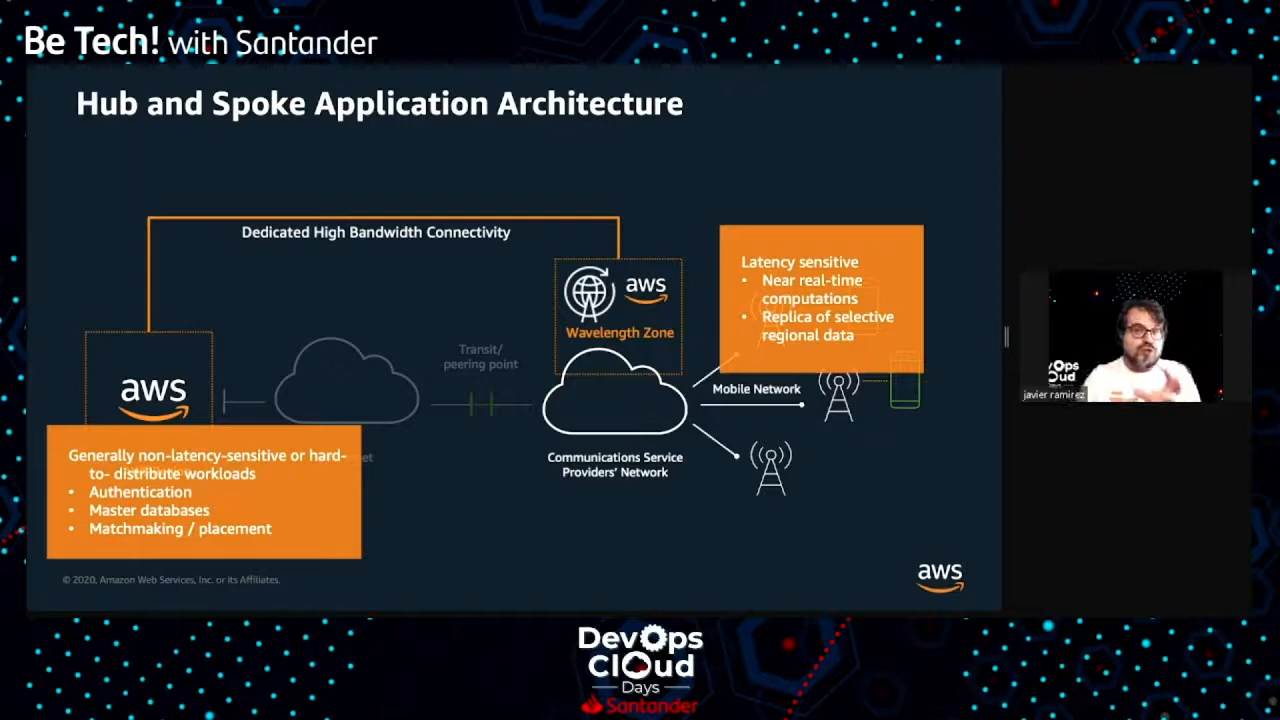 Be Tech! with Santander
Hub and Spoke Application Architecture
Dedicated High Bandwidth Connectivity
aws
Wavelength Zone
Latency sensitive
• Near real-time
computations
• Replica of selective
regional data
Transit/
peering point
aws
Mobile Network
Generally non-latency-sensitive or hard-
to- distribute workloads
• Authentication
• Master databases
• Matchmaking / placement
Communications Service
Providers' Network
© 2020, Amazon Web Services, Inc. or its Affiliates.
aws
Cloud
javier ramirez
DevOps
Cloud
Days
Santander